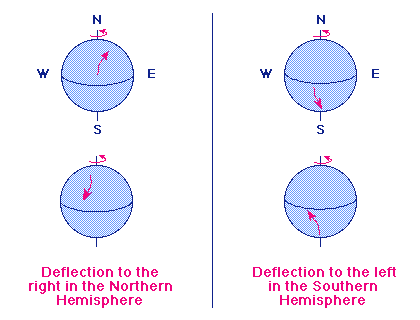 N
W E
S
Deflection to the
right in the Northern
Hemisphere
N
W E
S
Deflection to the left
in the Southern
Hemisphere